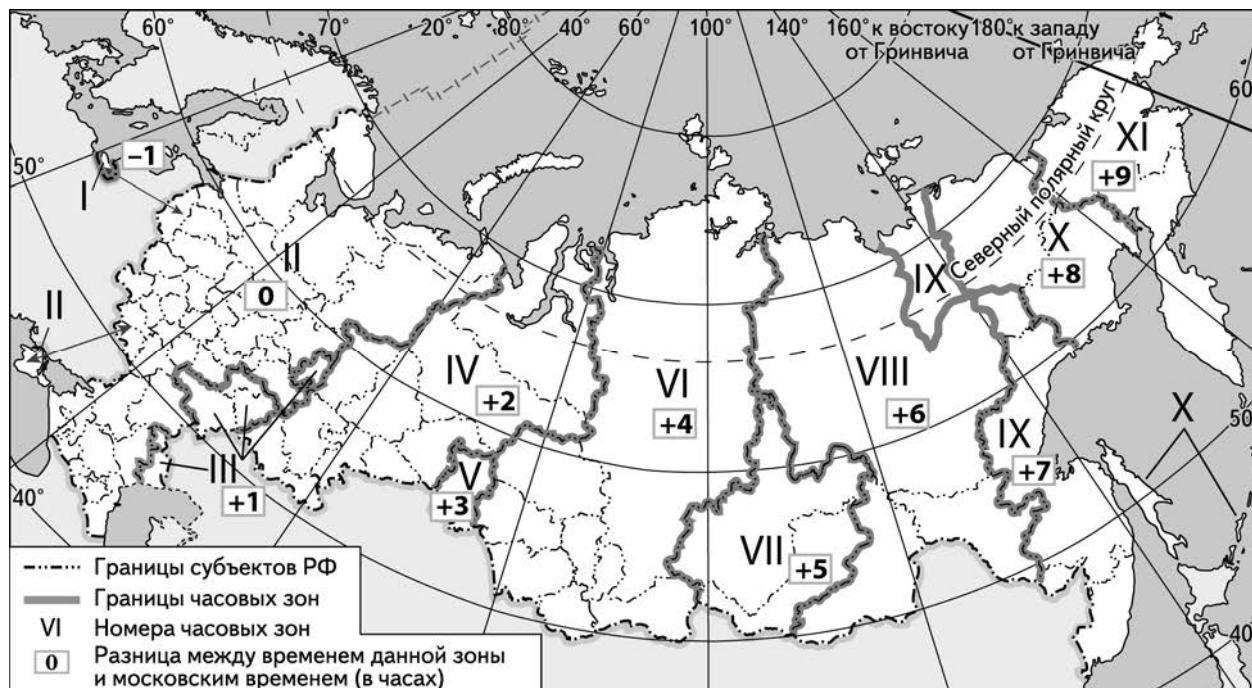 60° 70° 20° 40° 60° 80° 100° 120° 140° 160° к востоку от Гринвича 180° к западу от Гринвича
60°
50°
−1
I
II
0
II
III
+1
40°
IV
+2
V
+3
VI
+4
VII
+5
VIII
+6
IX
Северный полярный круг
XI
+9
X
+8
IX
+7
X
50°
40°
Границы субъектов РФ
Границы часовых зон
VI Номера часовых зон
0 Разница между временем данной зоны
и московским временем (в часах)